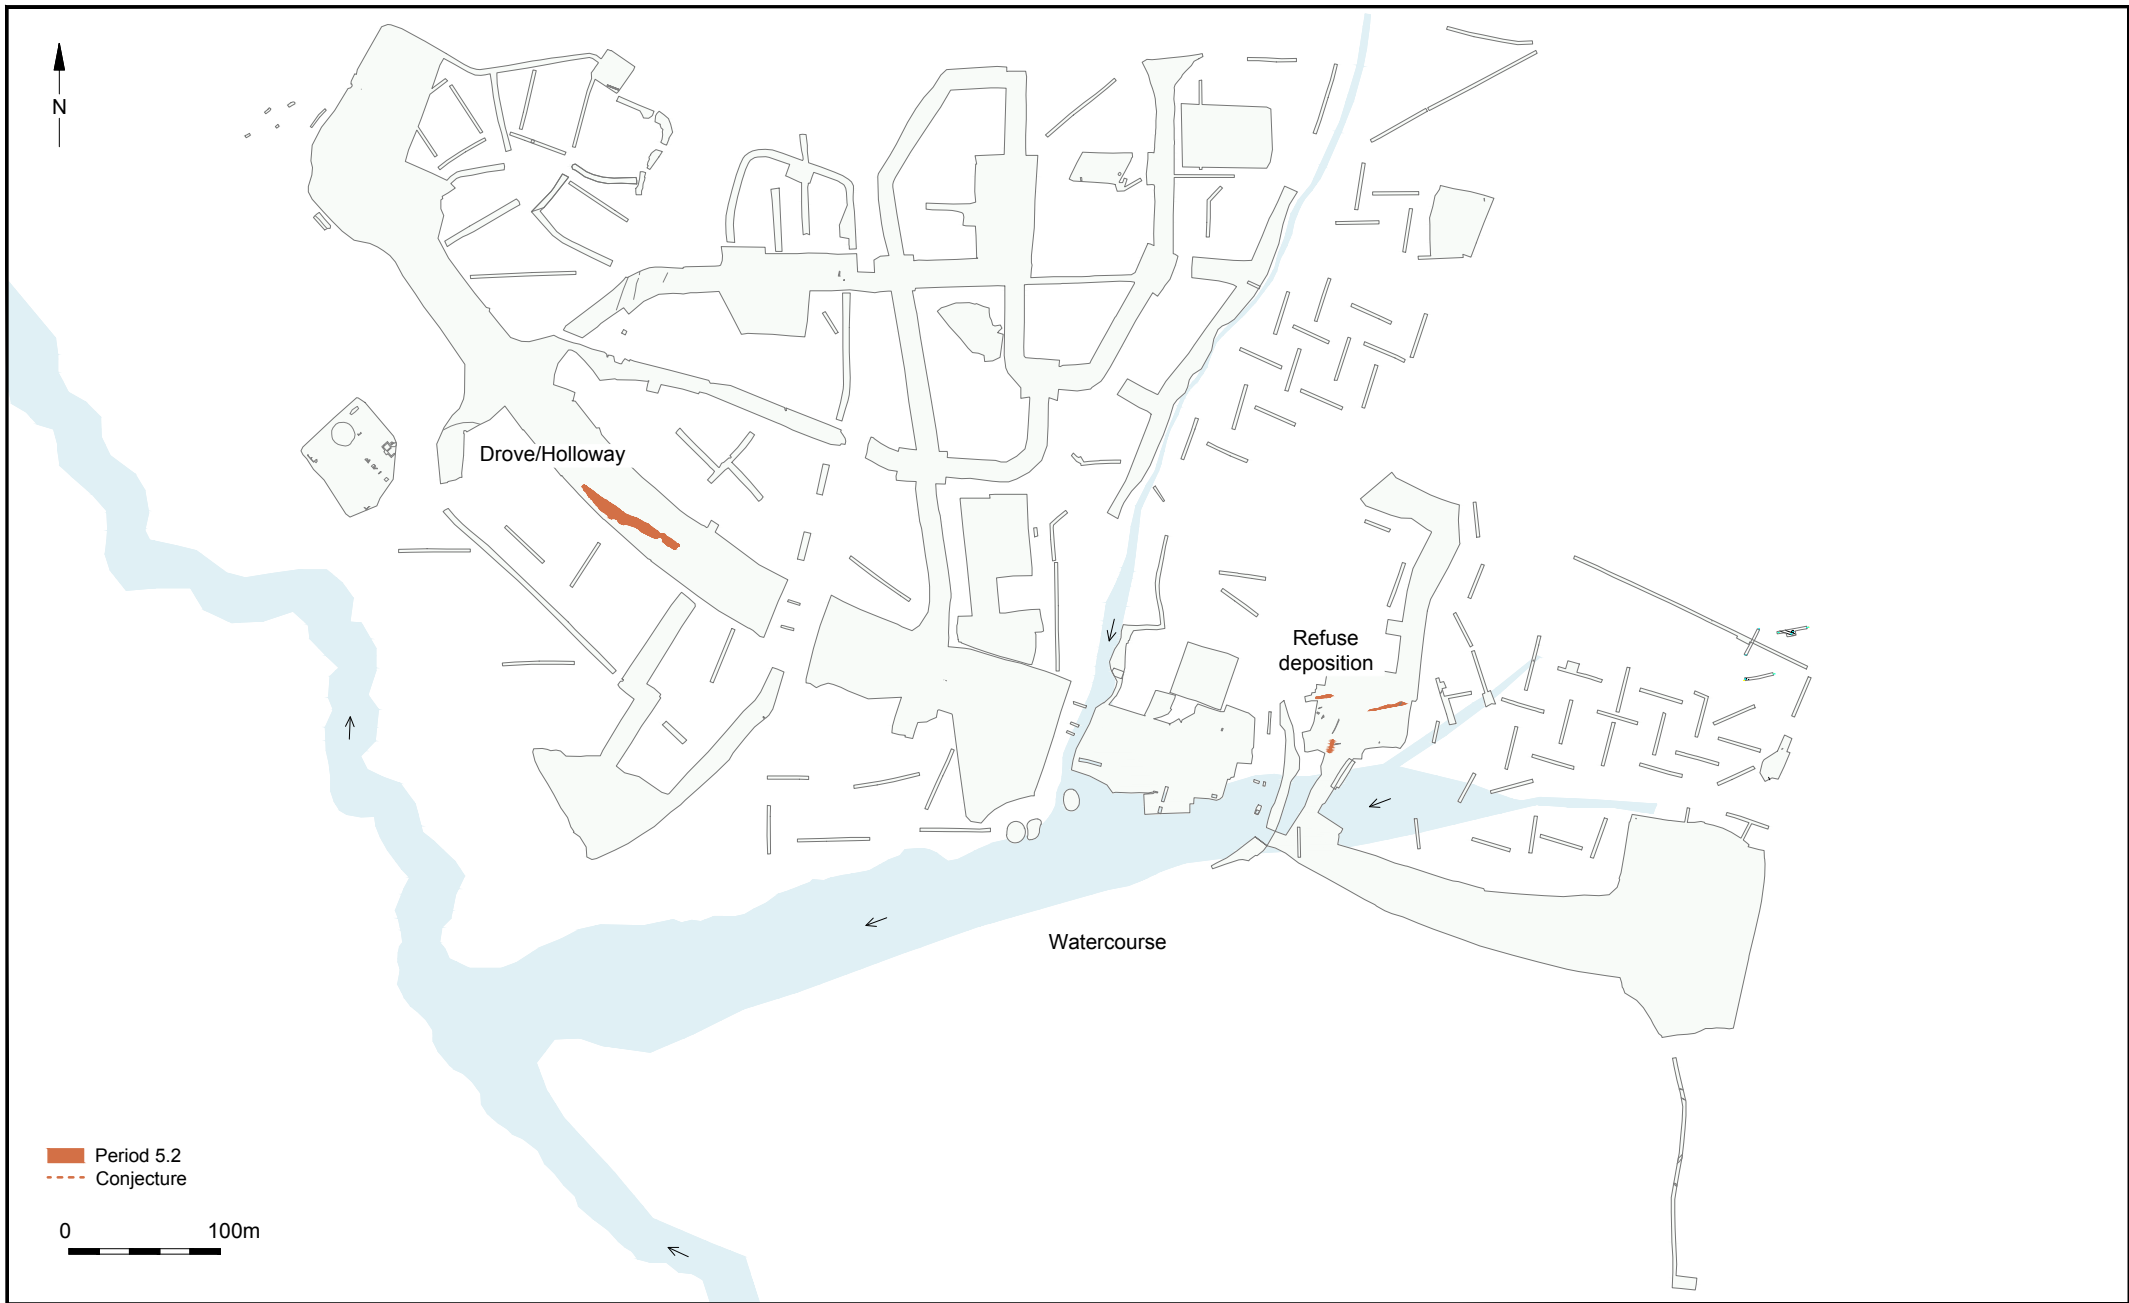 N
Drove/Holloway
Refuse
deposition
Watercourse
Period 5.2
Conjecture
0 100m